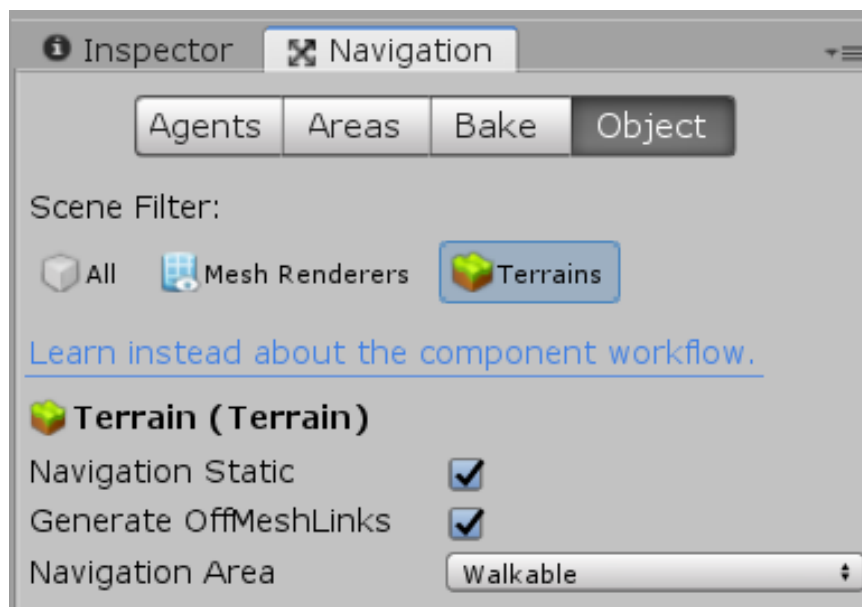 Inspector Navigation
Agents Areas Bake Object
Scene Filter:
All Mesh Renderers Terrains
Learn instead about the component workflow.
Terrain (Terrain)
Navigation Static
Generate OffMeshLinks
Navigation Area Walkable